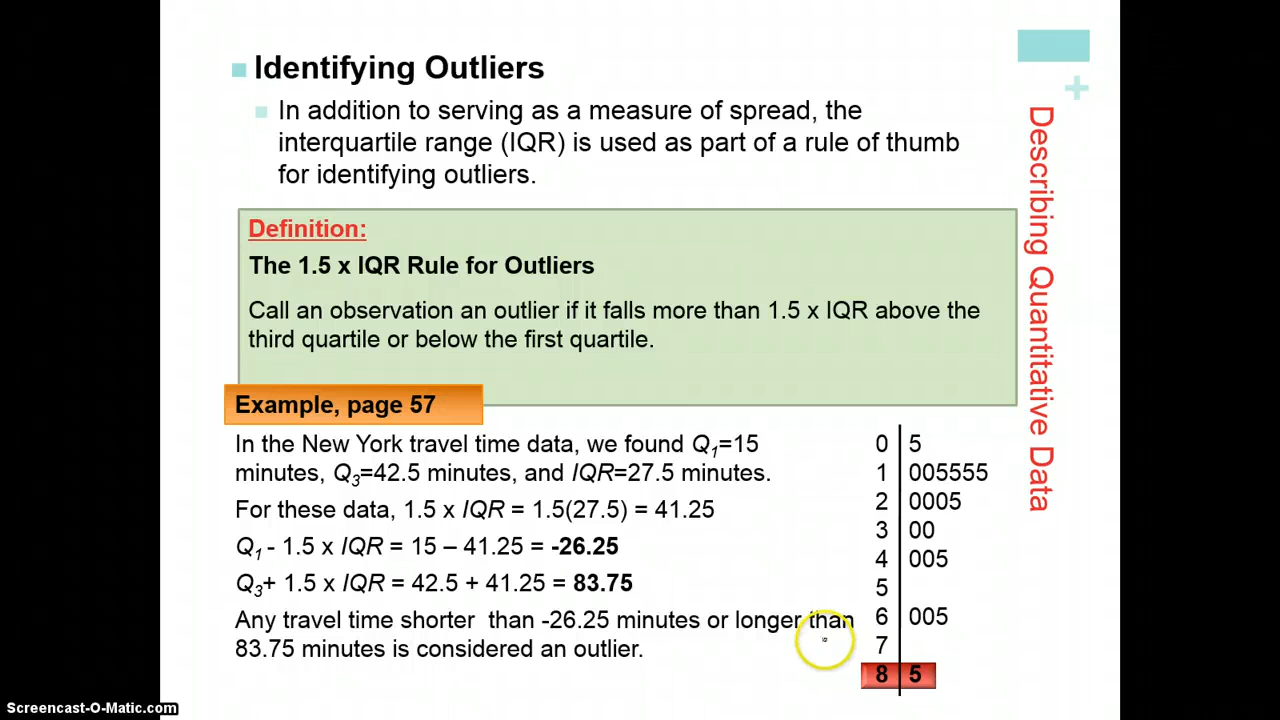 Identifying Outliers
In addition to serving as a measure of spread, the
interquartile range (IQR) is used as part of a rule of thumb
for identifying outliers.
Definition:
The 1.5 x IQR Rule for Outliers
Call an observation an outlier if it falls more than 1.5 x IQR above the
third quartile or below the first quartile.
Example, page 57
In the New York travel time data, we found Q1=15
minutes, Q3=42.5 minutes, and IQR=27.5 minutes.
For these data, 1.5 x IQR = 1.5(27.5) = 41.25
Q1 - 1.5 x IQR = 15 – 41.25 = -26.25
Q3+ 1.5 x IQR = 42.5 + 41.25 = 83.75
Any travel time shorter than -26.25 minutes or longer than
83.75 minutes is considered an outlier.
0 5
1 005555
2 0005
3 00
4 005
5
6 005
7
8 5
+
Describing Quantitative Data
Screencast-O-Matic.com